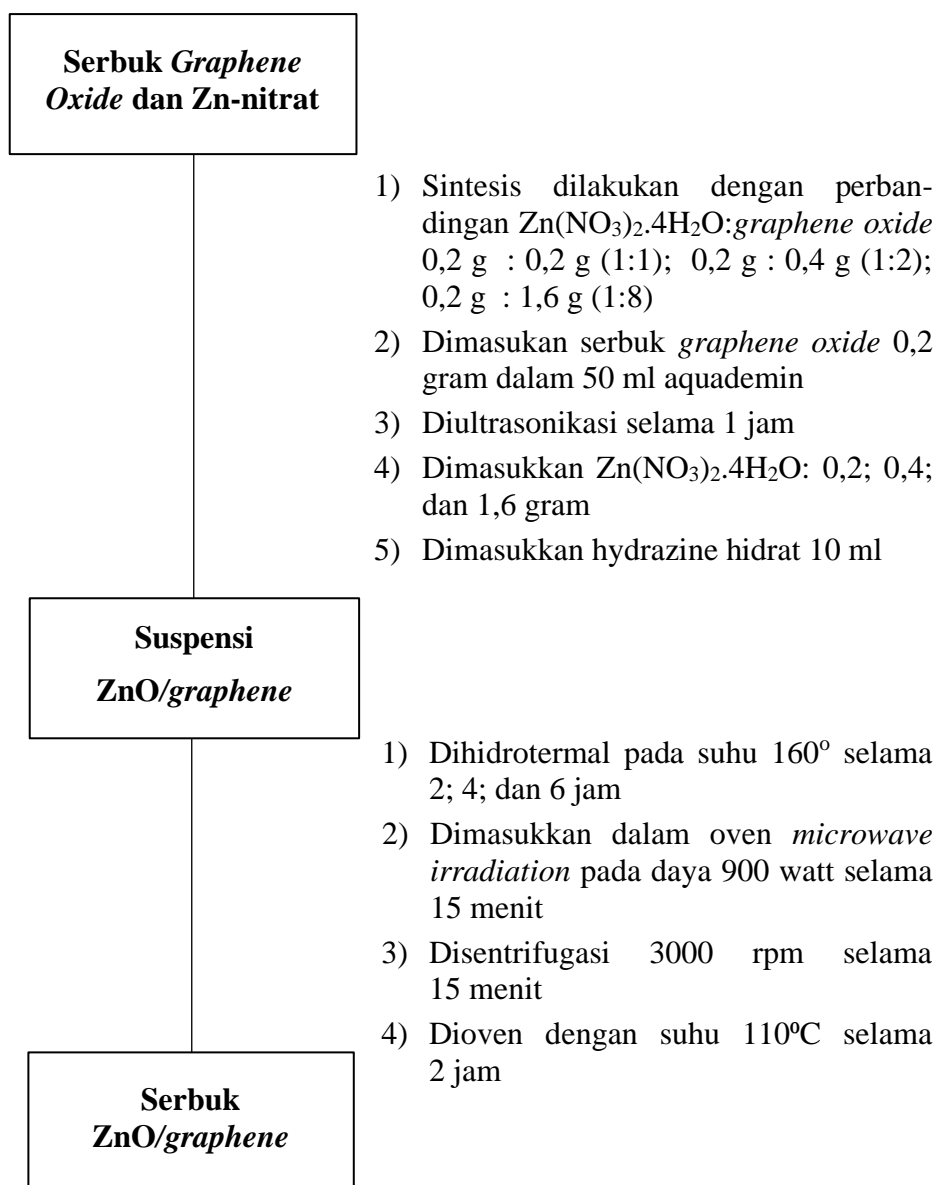 Serbuk Graphene
Oxide dan Zn-nitrat
1) Sintesis dilakukan dengan perban-
dingan Zn(NO₃)₂.4H₂O:graphene oxide
0,2 g : 0,2 g (1:1); 0,2 g : 0,4 g (1:2);
0,2 g : 1,6 g (1:8)
2) Dimasukan serbuk graphene oxide 0,2
gram dalam 50 ml aquademin
3) Diultrasonikasi selama 1 jam
4) Dimasukkan Zn(NO₃)₂.4H₂O: 0,2; 0,4;
dan 1,6 gram
5) Dimasukkan hydrazine hidrat 10 ml
Suspensi
ZnO/graphene
1) Dihidrotermal pada suhu 160° selama
2; 4; dan 6 jam
2) Dimasukkan dalam oven microwave
irradiation pada daya 900 watt selama
15 menit
3) Disentrifugasi 3000 rpm selama
15 menit
4) Dioven dengan suhu 110ºC selama
2 jam
Serbuk
ZnO/graphene